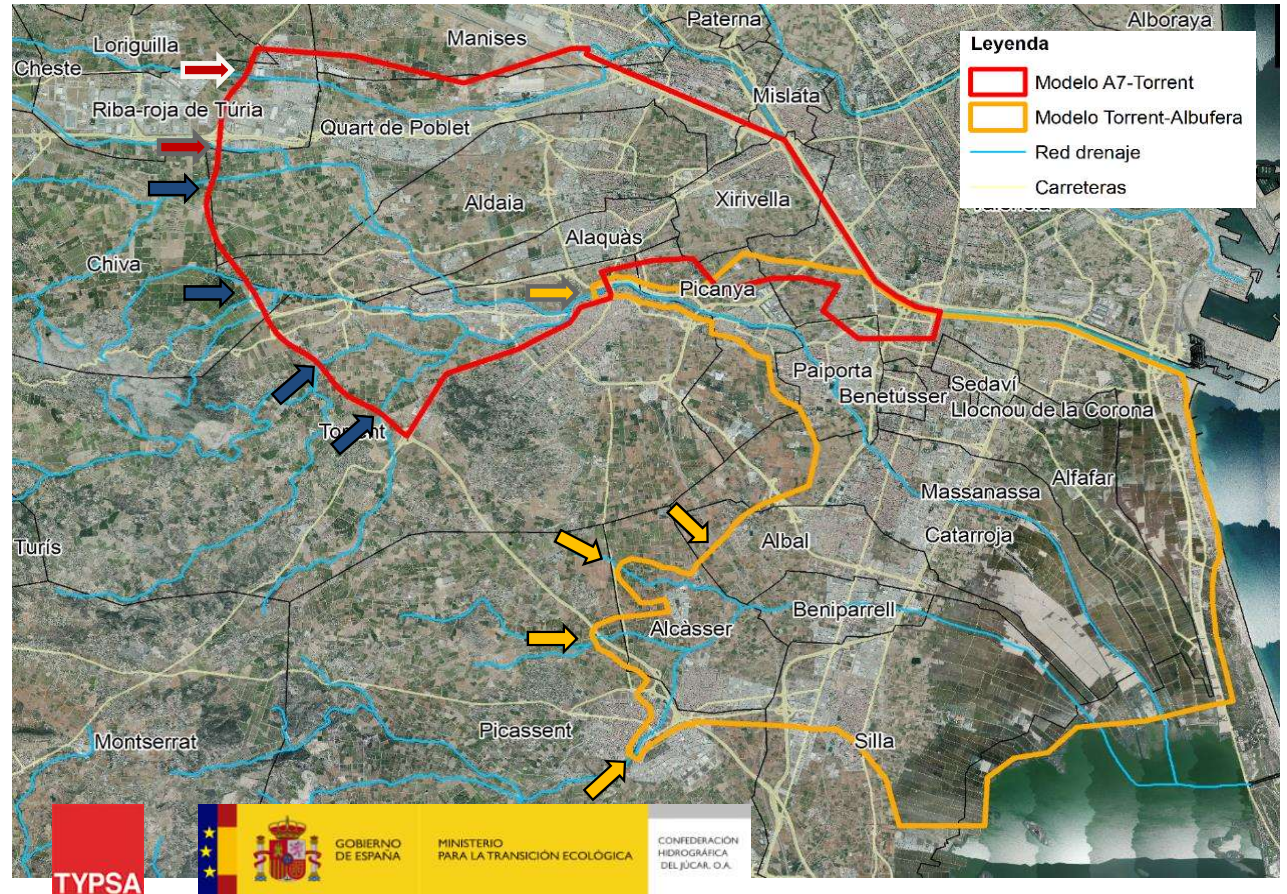 Paterna
Alboraya
Loriguilla
Manises
Cheste
Leyenda
Modelo A7-Torrent
Modelo Torrent-Albufera
Red drenaje
Carreteras
Mislata
Riba-roja de Túria
Quart de Poblet
Aldaia
Xirivella
València
Alaquàs
Chiva
Picanya
Paiporta
Benetússer
Sedaví
Llocnou de la Corona
Torrent
Alfafar
Massanassa
Catarroja
Turís
Albal
Beniparrell
Alcàsser
Picassent
Montserrat
Silla
TYPSA
GOBIERNO
DE ESPAÑA
MINISTERIO
PARA LA TRANSICIÓN ECOLÓGICA
CONFEDERACIÓN
HIDROGRÁFICA
DEL JÚCAR, O.A.